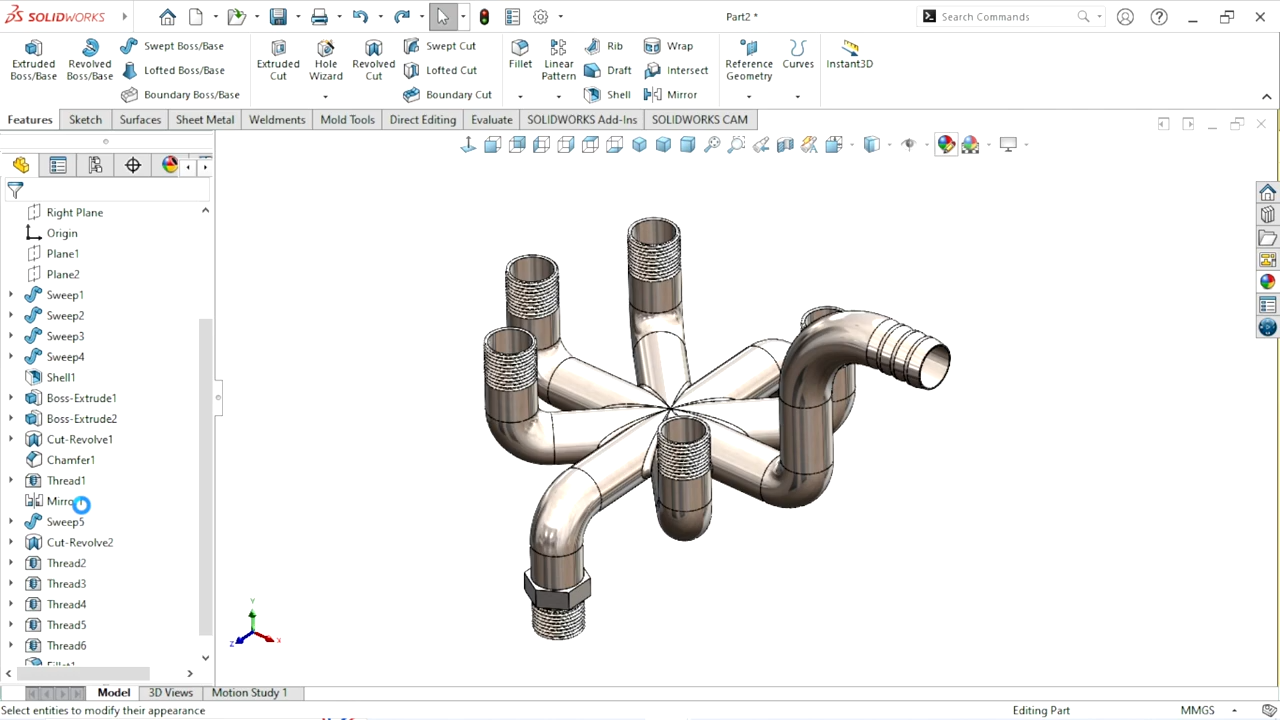 SOLIDWORKS
Part2 *
Search Commands
Extruded Boss/Base
Revolved Boss/Base
Swept Boss/Base
Lofted Boss/Base
Boundary Boss/Base
Extruded Cut
Hole Wizard
Revolved Cut
Swept Cut
Lofted Cut
Boundary Cut
Fillet
Linear Pattern
Rib
Draft
Shell
Wrap
Intersect
Mirror
Reference Geometry
Curves
Instant3D
Features Sketch Surfaces Sheet Metal Weldments Mold Tools Direct Editing Evaluate SOLIDWORKS Add-Ins SOLIDWORKS CAM
Right Plane
Origin
Plane1
Plane2
Sweep1
Sweep2
Sweep3
Sweep4
Shell1
Boss-Extrude1
Boss-Extrude2
Cut-Revolve1
Chamfer1
Thread1
Sweep5
Cut-Revolve2
Thread2
Thread3
Thread4
Thread5
Thread6
Fillet1
Y
X
Z
Model 3D Views Motion Study 1
Select entities to modify their appearance
Editing Part
MMGS